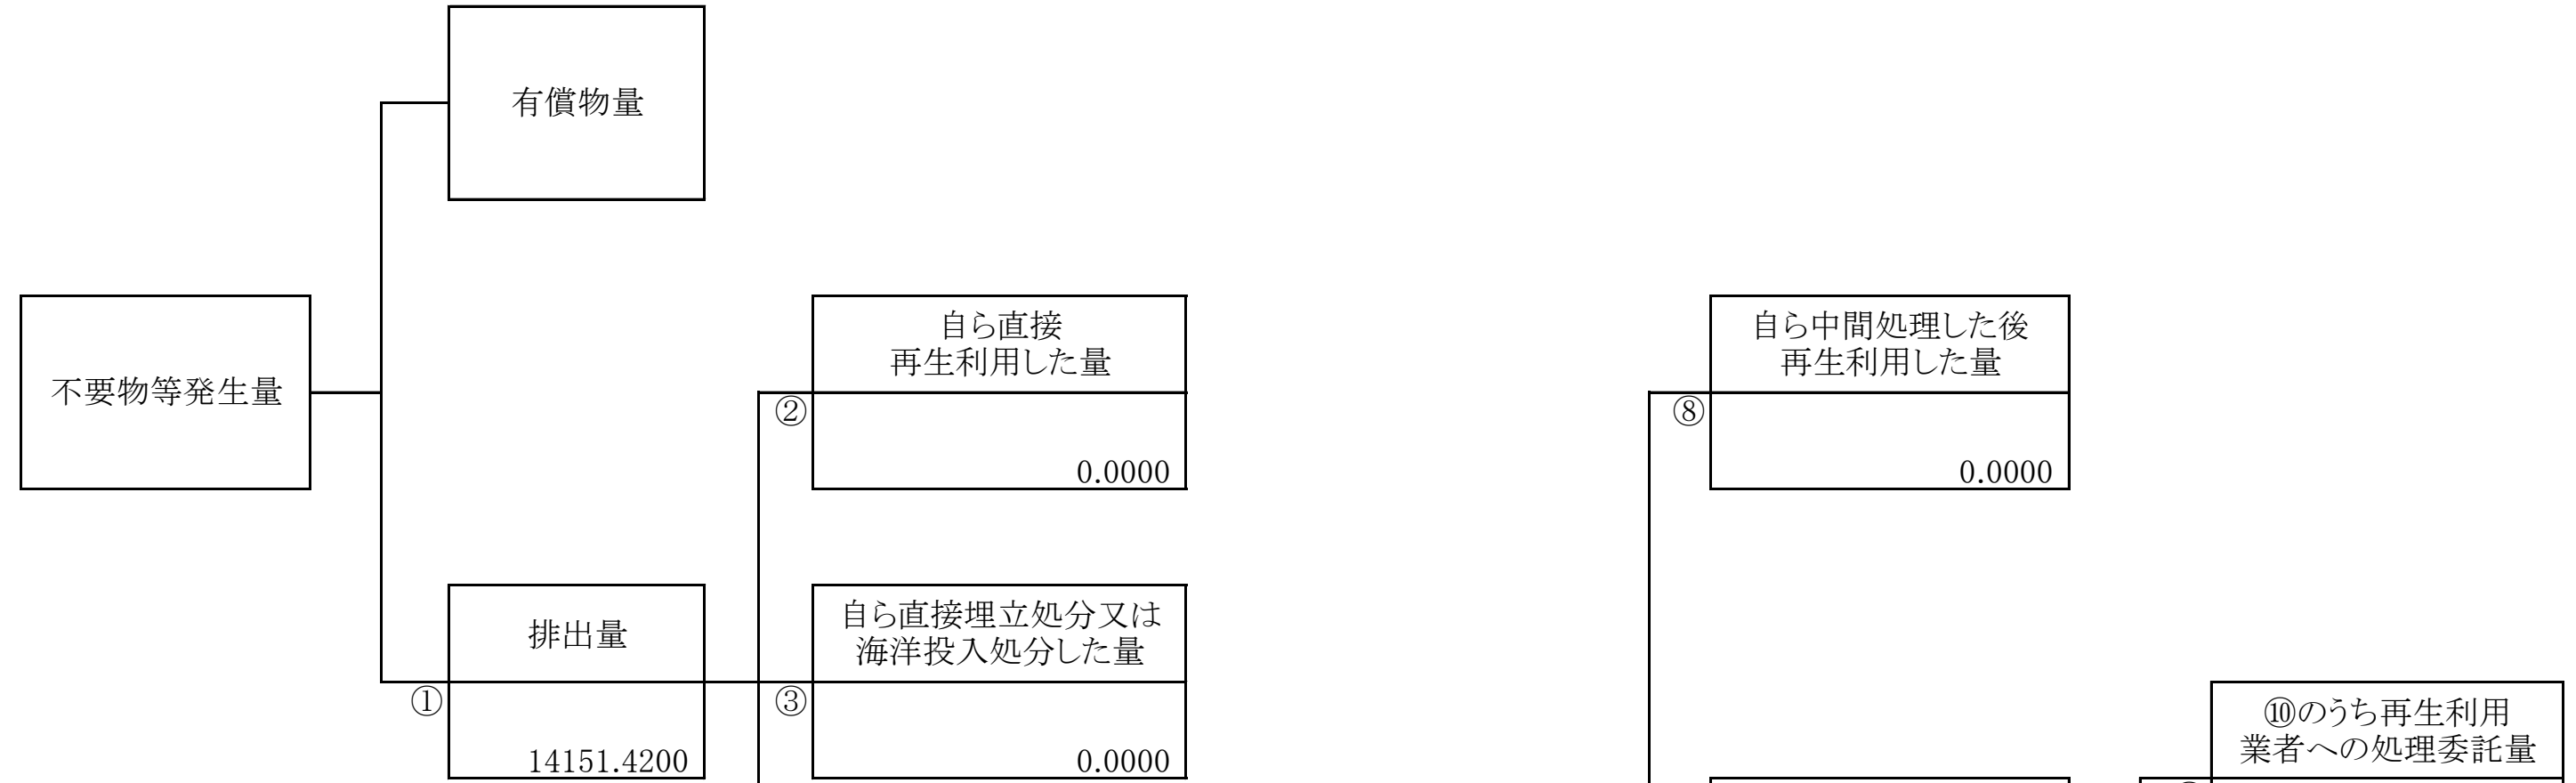 有償物量
不要物等発生量
自ら直接
再生利用した量
②
0.0000
自ら中間処理した後
再生利用した量
⑧
0.0000
排出量
①
14151.4200
自ら直接埋立処分又は
海洋投入処分した量
③
0.0000
⑩のうち再生利用
業者への処理委託量